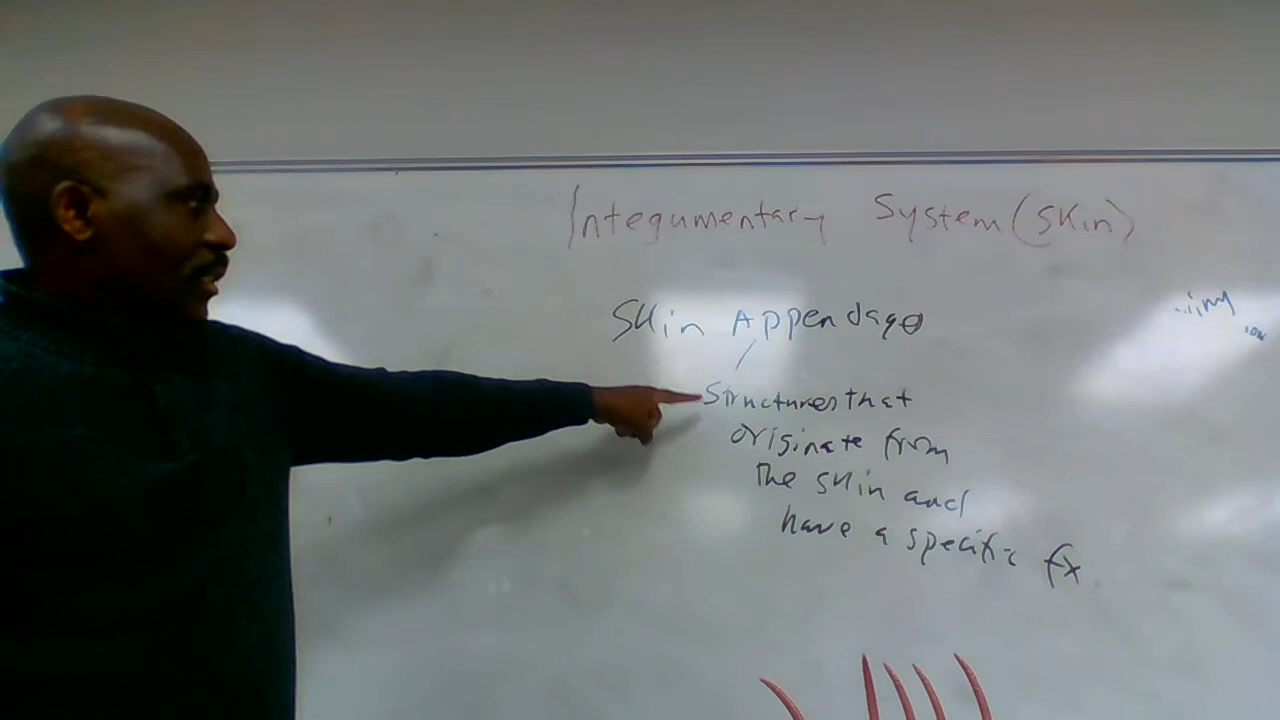 Integumentary System (Skin)
Skin Appendage
Structures that
originate from
The skin and
have a specific fx